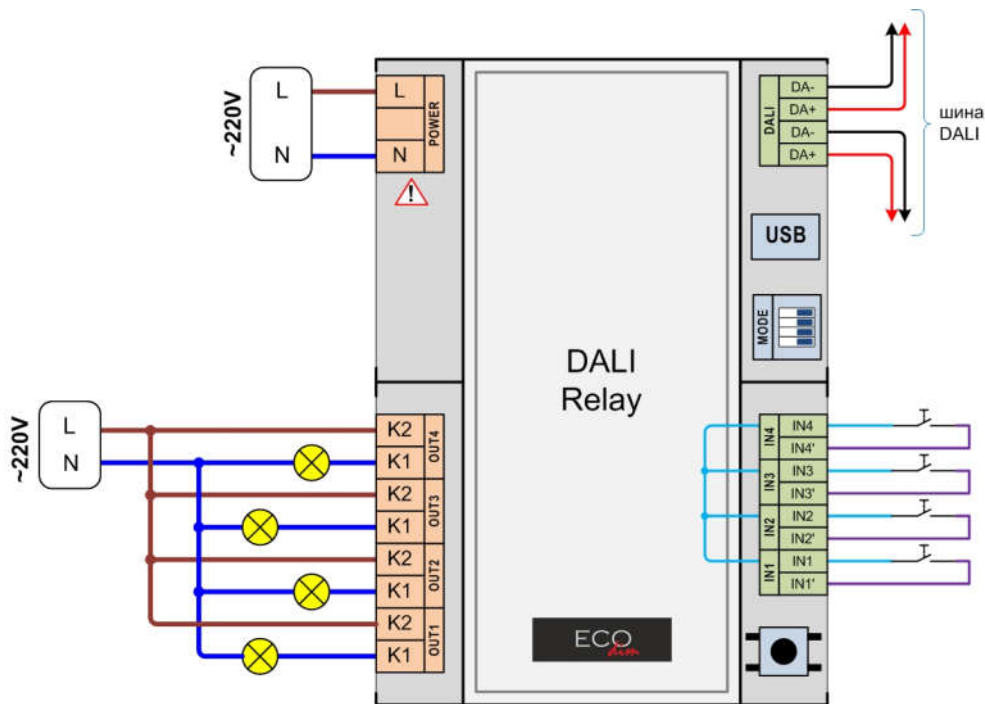 ~220V
L
N
L
N
POWER
!
DALI
DA-
DA+
DA-
DA+
шина
DALI
USB
MODE
DALI
Relay
~220V
L
N
K2
K1
OUT4
K2
K1
OUT3
K2
K1
OUT2
K2
K1
OUT1
IN4
IN4
IN4'
IN3
IN3
IN3'
IN2
IN2
IN2'
IN1
IN1
IN1'
ECO
dim